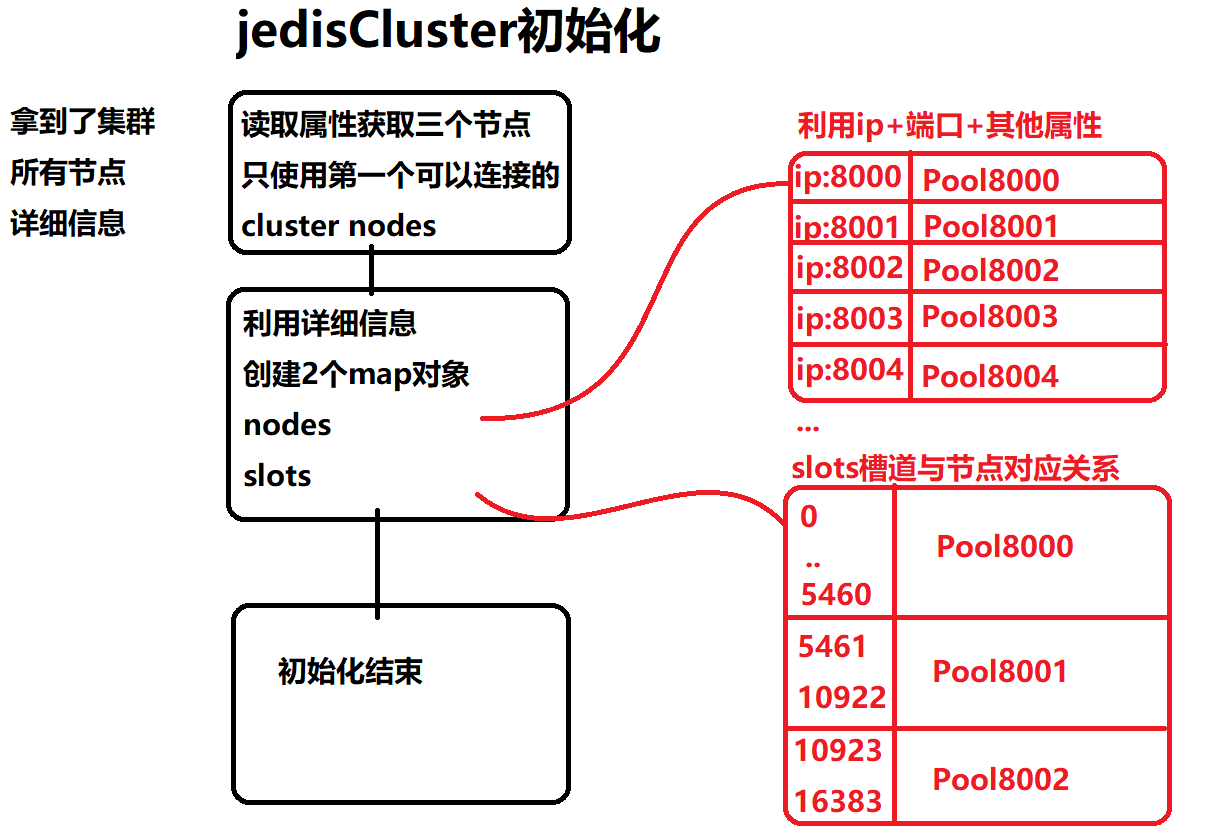 jedisCluster初始化
拿到了集群
所有节点
详细信息
读取属性获取三个节点
只使用第一个可以连接的
cluster nodes
利用详细信息
创建2个map对象
nodes
slots
初始化结束
利用ip+端口+其他属性
ip:8000 Pool8000
ip:8001 Pool8001
ip:8002 Pool8002
ip:8003 Pool8003
ip:8004 Pool8004
...
slots槽道与节点对应关系
0
..
5460
Pool8000
5461
10922
Pool8001
10923
16383
Pool8002